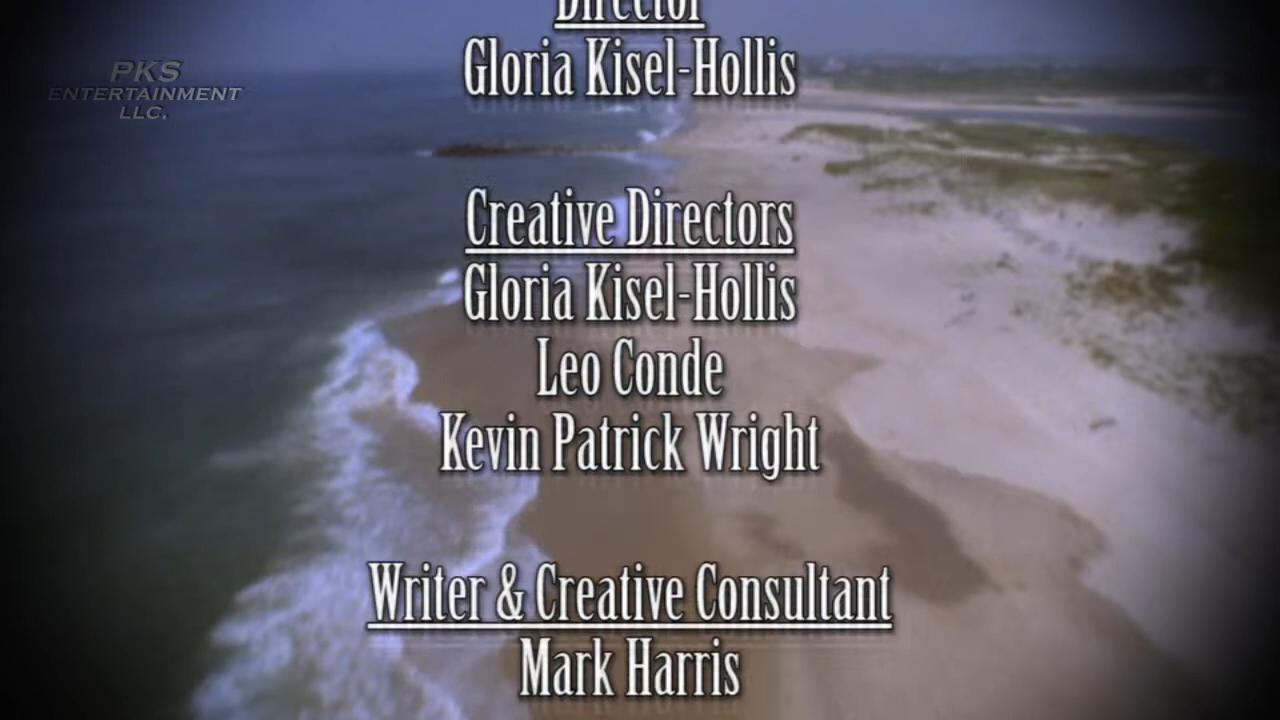 Director
Gloria Kisel-Hollis
PKS
ENTERTAINMENT
LLC.
Creative Directors
Gloria Kisel-Hollis
Leo Conde
Kevin Patrick Wright
Writer & Creative Consultant
Mark Harris